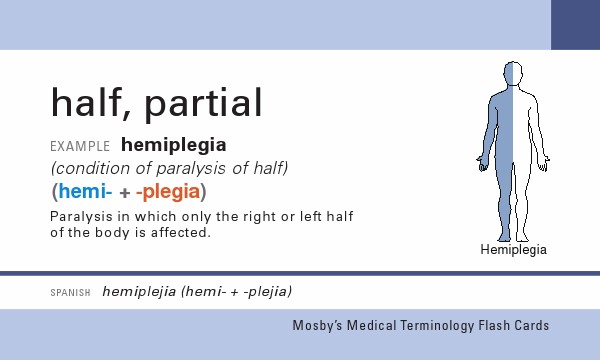 half, partial
EXAMPLE hemiplegia
(condition of paralysis of half)
(hemi- + -plegia)
Paralysis in which only the right or left half
of the body is affected.
Hemiplegia
SPANISH hemiplejia (hemi- + -plejia)
Mosby's Medical Terminology Flash Cards